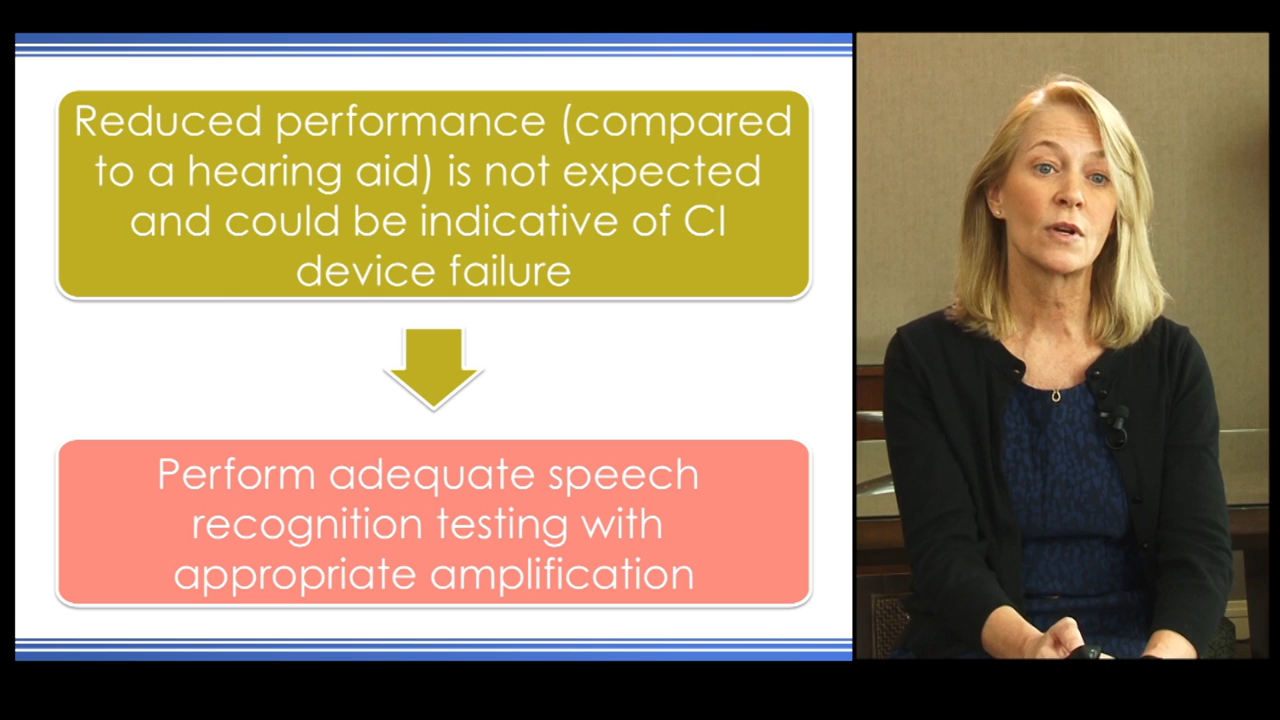 Reduced performance (compared
to a hearing aid) is not expected
and could be indicative of CI
device failure
Perform adequate speech
recognition testing with
appropriate amplification